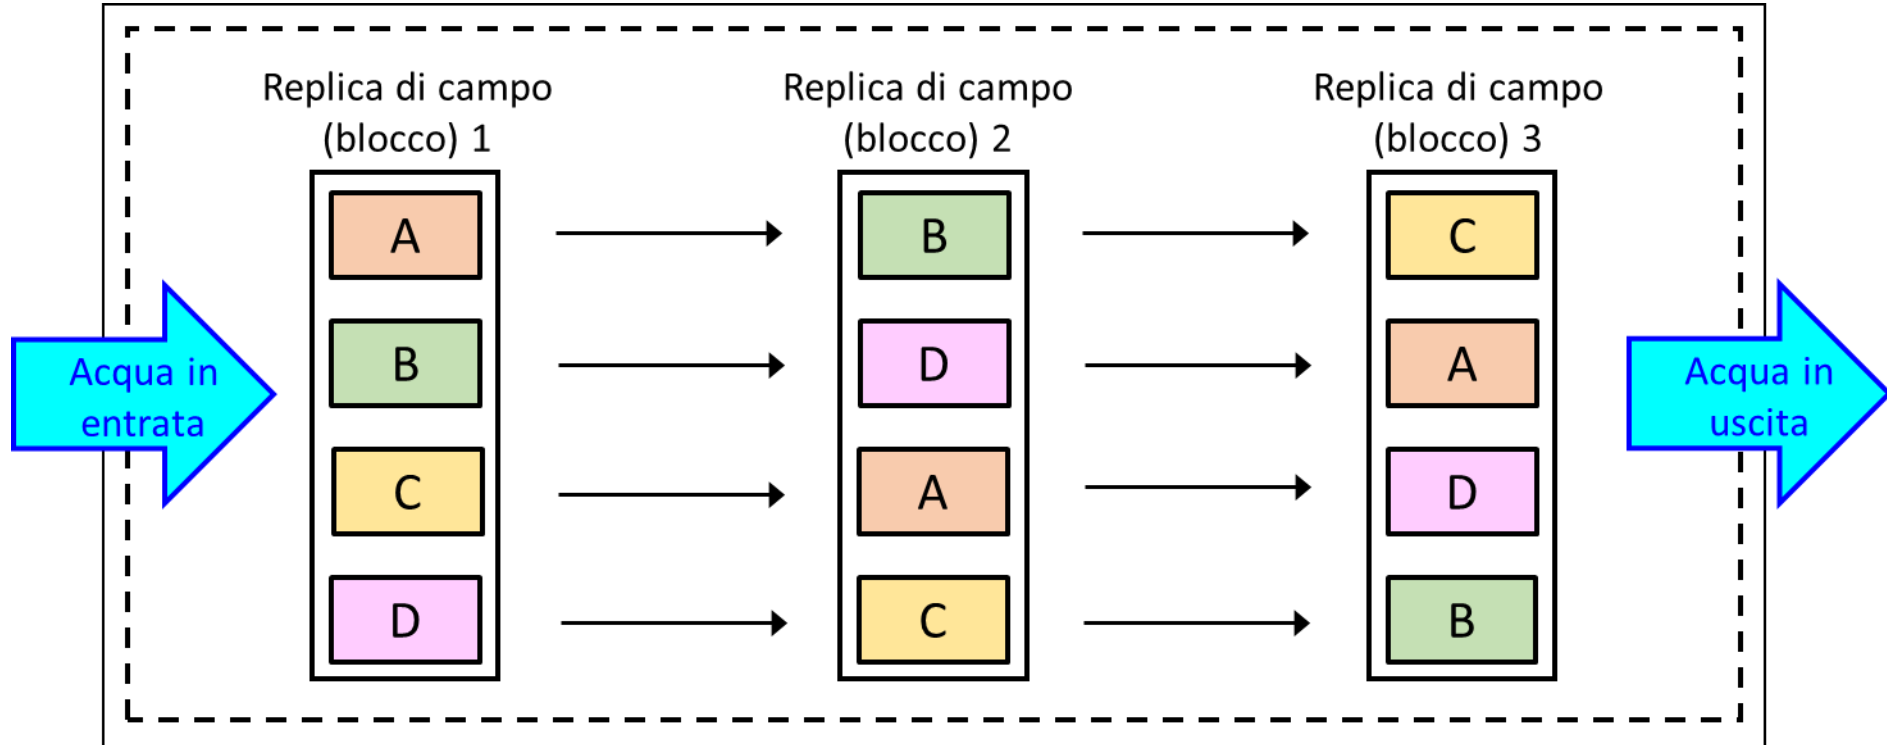 Replica di campo
(blocco) 1
Replica di campo
(blocco) 2
Replica di campo
(blocco) 3
A
B
C
B
D
A
C
A
D
D
C
B
Acqua in
entrata
Acqua in
uscita